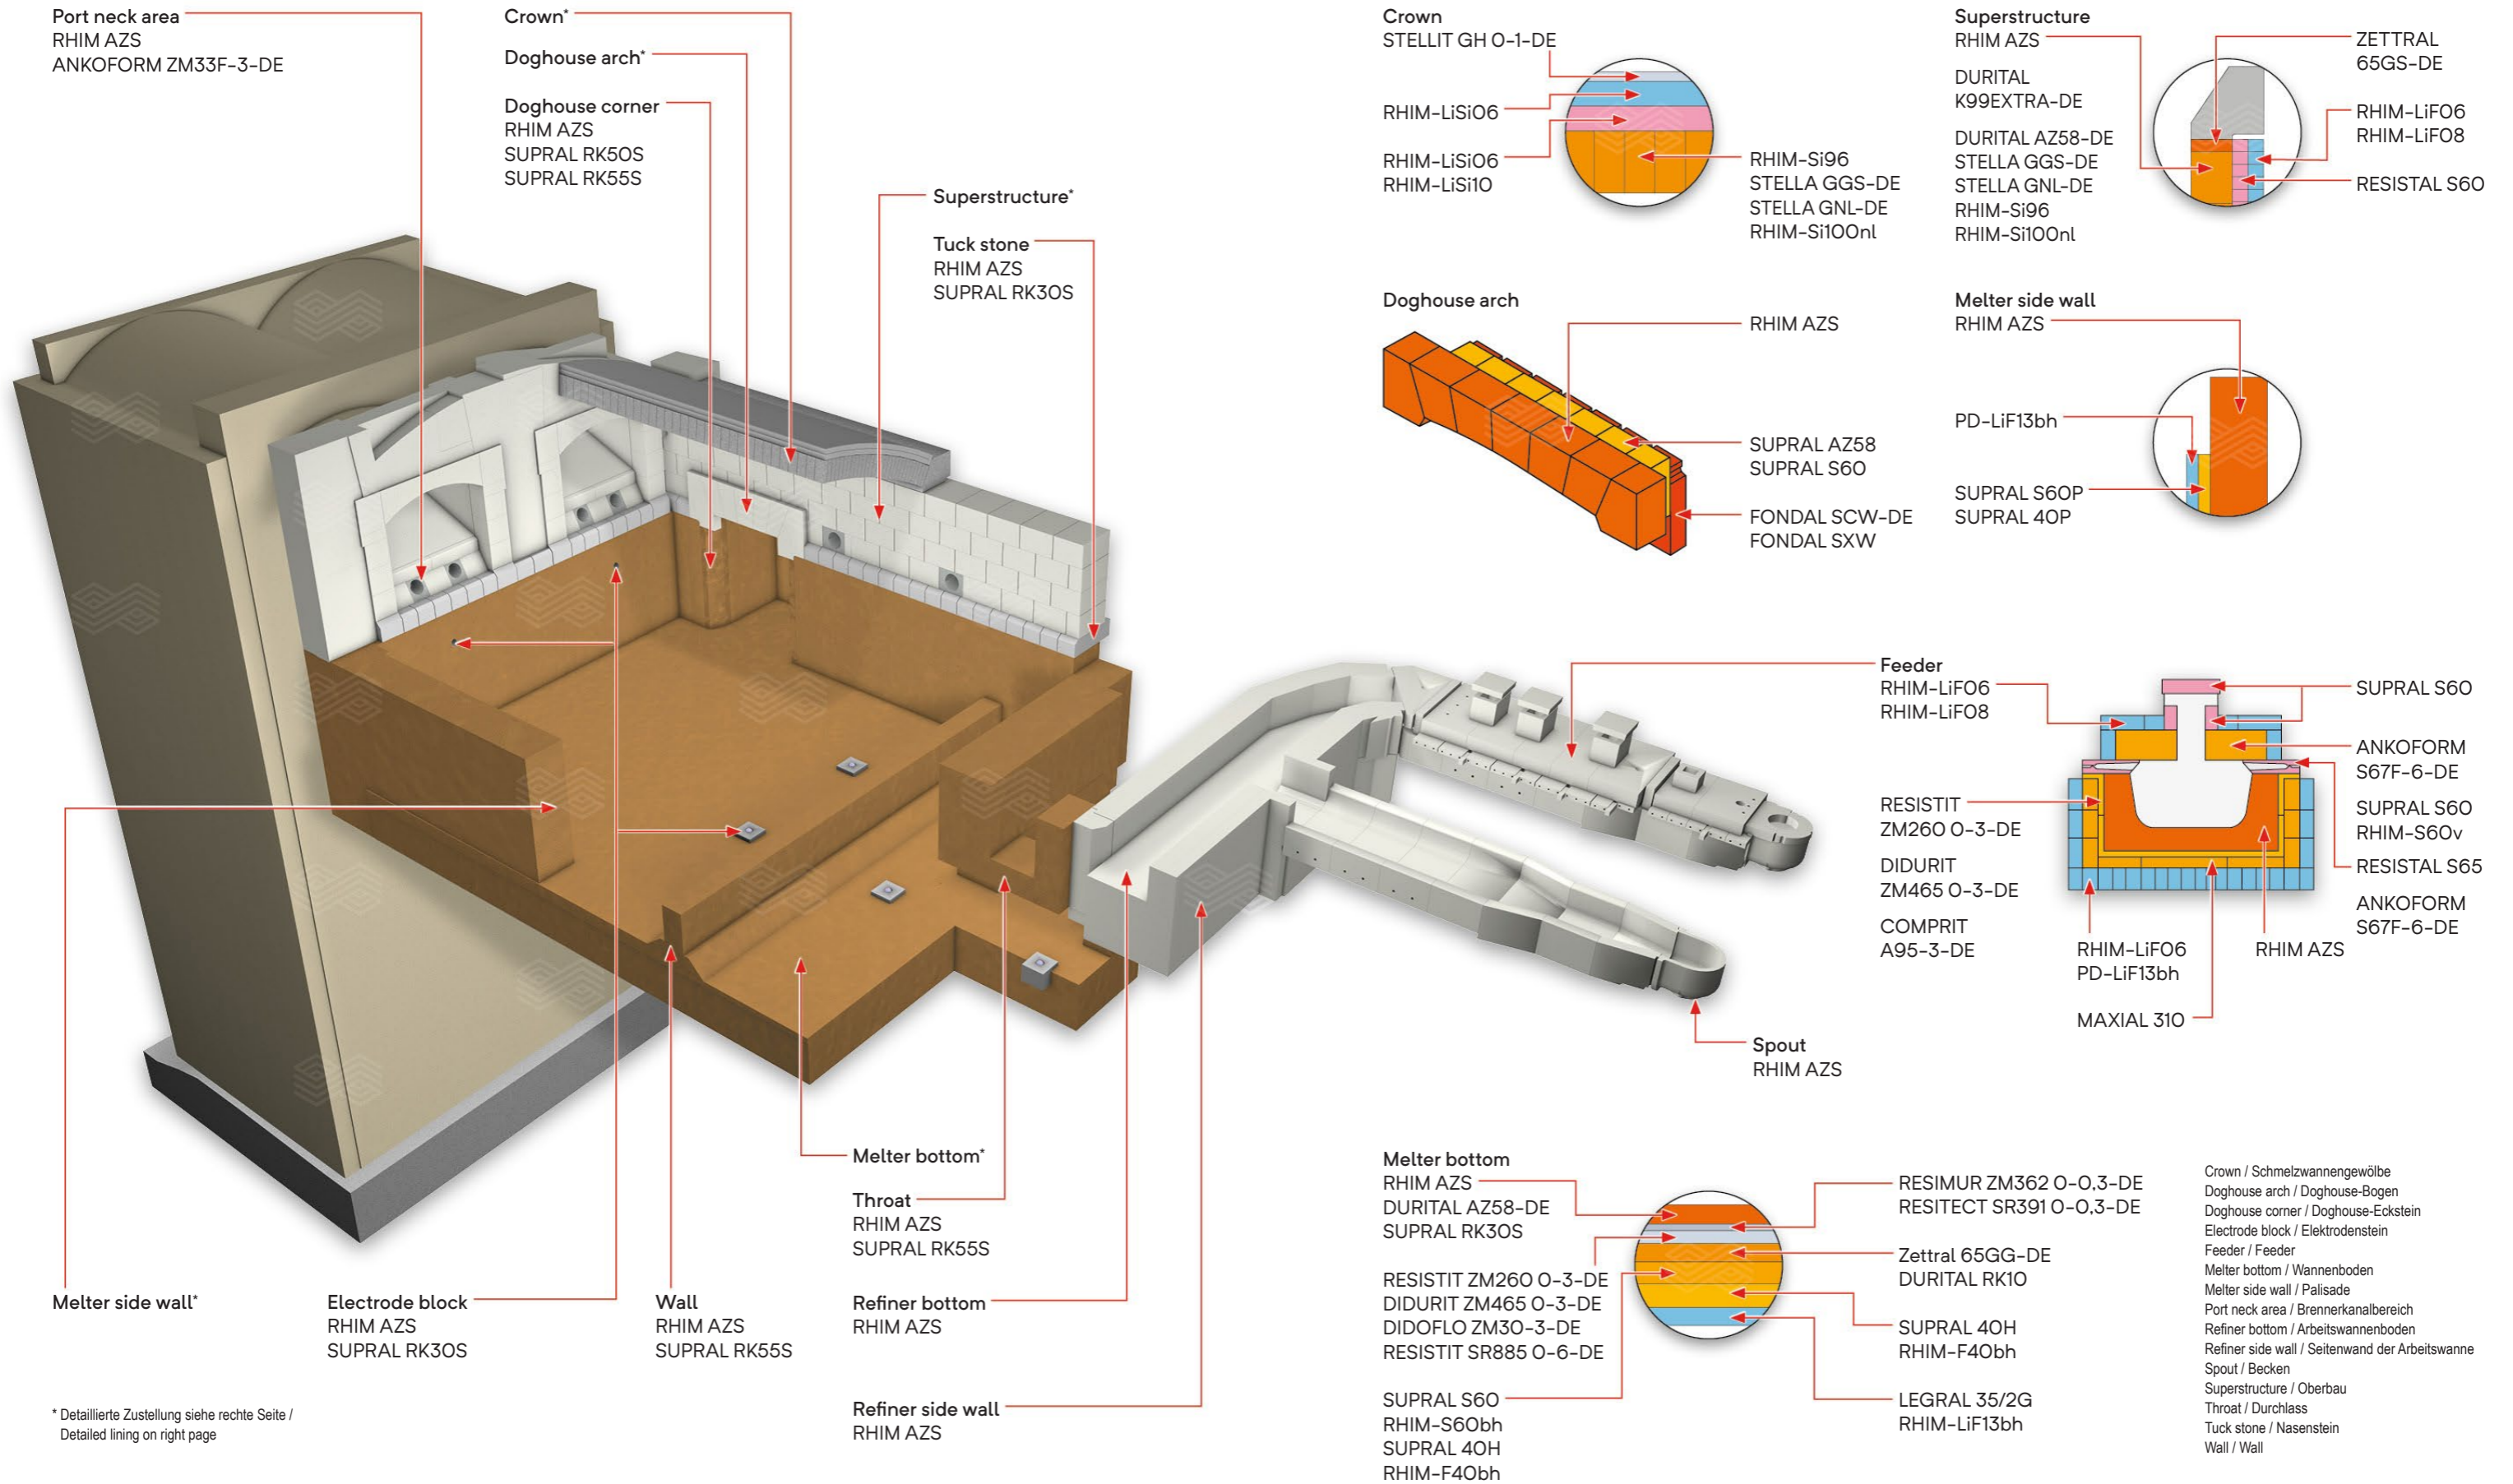 Port neck area
RHIM AZS
ANKOFORM ZM33F-3-DE
Crown*
Doghouse arch*
Doghouse corner
RHIM AZS
SUPRAL RK50S
SUPRAL RK55S
Superstructure*
Tuck stone
RHIM AZS
SUPRAL RK30S
Melter bottom*
Throat
RHIM AZS
SUPRAL RK55S
Melter side wall*
Electrode block
RHIM AZS
SUPRAL RK30S
Wall
RHIM AZS
SUPRAL RK55S
Refiner bottom
RHIM AZS
Refiner side wall
RHIM AZS
Spout
RHIM AZS
* Detaillierte Zustellung siehe rechte Seite /
Detailed lining on right page
Crown
STELLIT GH 0-1-DE
RHIM-LiSi06
RHIM-LiSi06
RHIM-LiSi10
RHIM-Si96
STELLA GGS-DE
STELLA GNL-DE
RHIM-Si100nl
Superstructure
RHIM AZS
DURITAL
K99EXTRA-DE
DURITAL AZ58-DE
STELLA GGS-DE
STELLA GNL-DE
RHIM-Si96
RHIM-Si100nl
ZETTRAL
65GS-DE
RHIM-LiF06
RHIM-LiF08
RESISTAL S60
Doghouse arch
RHIM AZS
SUPRAL AZ58
SUPRAL S60
FONDAL SCW-DE
FONDAL SXW
Melter side wall
RHIM AZS
PD-LiF13bh
SUPRAL S60P
SUPRAL 40P
Feeder
RHIM-LiF06
RHIM-LiF08
RESISTIT
ZM260 0-3-DE
DIDURIT
ZM465 0-3-DE
COMPRIT
A95-3-DE
SUPRAL S60
ANKOFORM
S67F-6-DE
SUPRAL S60
RHIM-S60v
RESISTAL S65
ANKOFORM
S67F-6-DE
RHIM-LiF06
PD-LiF13bh
RHIM AZS
MAXIAL 310
Melter bottom
RHIM AZS
DURITAL AZ58-DE
SUPRAL RK30S
RESISTIT ZM260 0-3-DE
DIDURIT ZM465 0-3-DE
DIDOFLO ZM30-3-DE
RESISTIT SR885 0-6-DE
SUPRAL S60
RHIM-S60bh
SUPRAL 40H
RHIM-F40bh
RESIMUR ZM362 0-0,3-DE
RESITECT SR391 0-0,3-DE
Zettral 65GG-DE
DURITAL RK10
SUPRAL 40H
RHIM-F40bh
LEGRAL 35/2G
RHIM-LiF13bh
Crown / Schmelzwannengewölbe
Doghouse arch / Doghouse-Bogen
Doghouse corner / Doghouse-Eckstein
Electrode block / Elektrodenstein
Feeder / Feeder
Melter bottom / Wannenboden
Melter side wall / Palisade
Port neck area / Brennerkanalbereich
Refiner bottom / Arbeitswannenboden
Refiner side wall / Seitenwand der Arbeitswanne
Spout / Becken
Superstructure / Oberbau
Throat / Durchlass
Tuck stone / Nasenstein
Wall / Wall